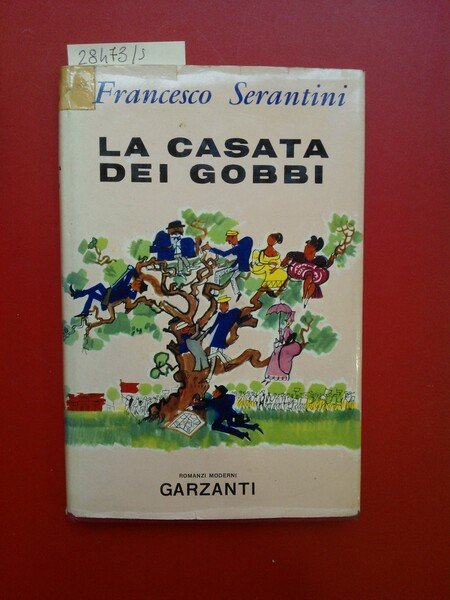 28473/s
Francesco Serantini
LA CASATA
DEI GOBBI
ROMANZI MODERNI
GARZANTI